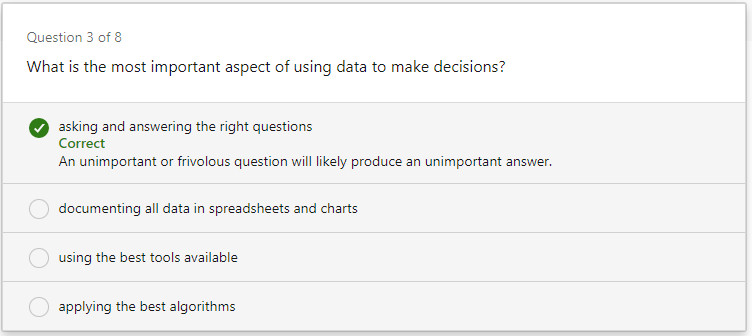 Question 3 of 8
What is the most important aspect of using data to make decisions?
asking and answering the right questions
Correct
An unimportant or frivolous question will likely produce an unimportant answer.
documenting all data in spreadsheets and charts
using the best tools available
applying the best algorithms